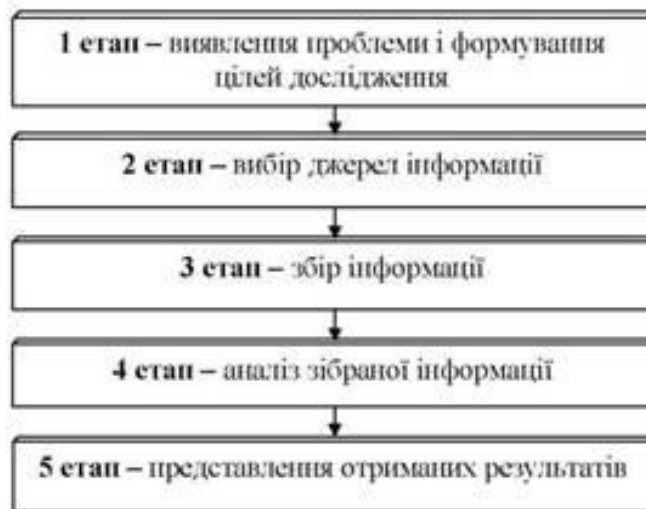 1 етап – виявлення проблеми і формування
цілей дослідження
2 етап – вибір джерел інформації
3 етап – збір інформації
4 етап – аналіз зібраної інформації
5 етап – представлення отриманих результатів